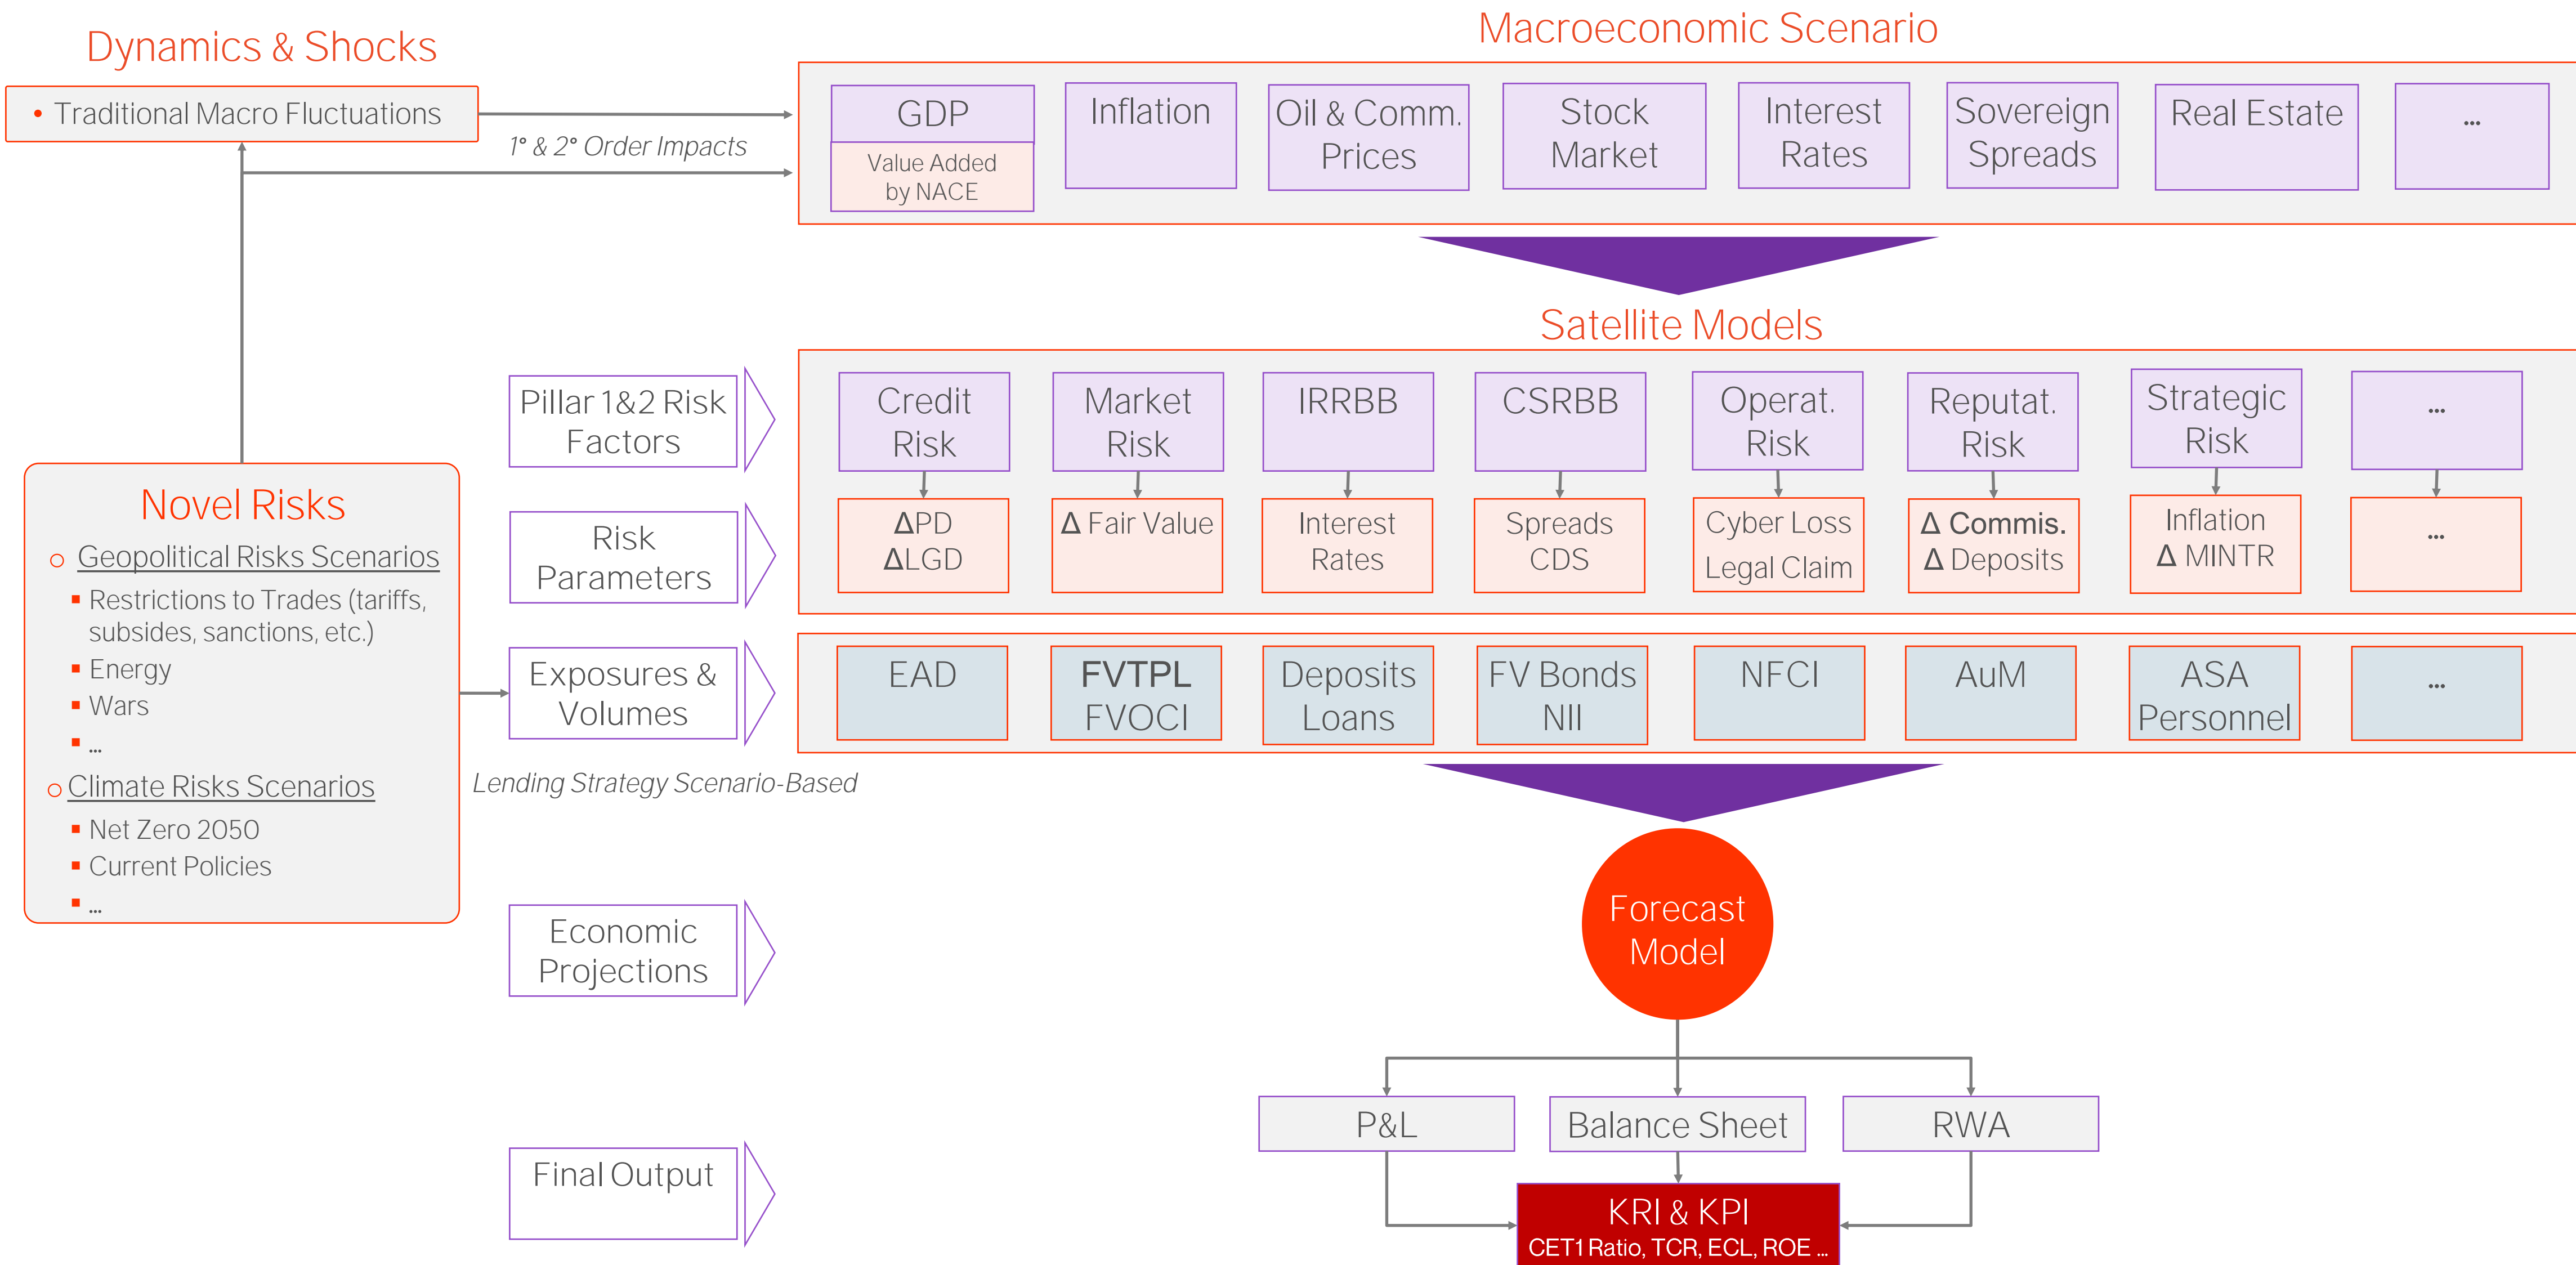 Dynamics & Shocks
• Traditional Macro Fluctuations
1° & 2° Order Impacts
Macroeconomic Scenario
GDP
Value Added
by NACE
Inflation
Oil & Comm.
Prices
Stock
Market
Interest
Rates
Sovereign
Spreads
Real Estate
...
Satellite Models
Pillar 1&2 Risk
Factors
Credit
Risk
Market
Risk
IRRBB
CSRBB
Operat.
Risk
Reputat.
Risk
Strategic
Risk
...
Risk
Parameters
ΔPD
ΔLGD
Δ Fair Value
Interest
Rates
Spreads
CDS
Cyber Loss
Legal Claim
Δ Commis.
Δ Deposits
Inflation
Δ MINTR
...
Exposures &
Volumes
EAD
FVTPL
FVOCI
Deposits
Loans
FV Bonds
NII
NFCI
AuM
ASA
Personnel
...
Novel Risks
Geopolitical Risks Scenarios
Restrictions to Trades (tariffs,
subsides, sanctions, etc.)
Energy
Wars
...
Climate Risks Scenarios
Net Zero 2050
Current Policies
...
Lending Strategy Scenario-Based
Economic
Projections
Forecast
Model
P&L
Balance Sheet
RWA
Final Output
KRI & KPI
CET1 Ratio, TCR, ECL, ROE ...